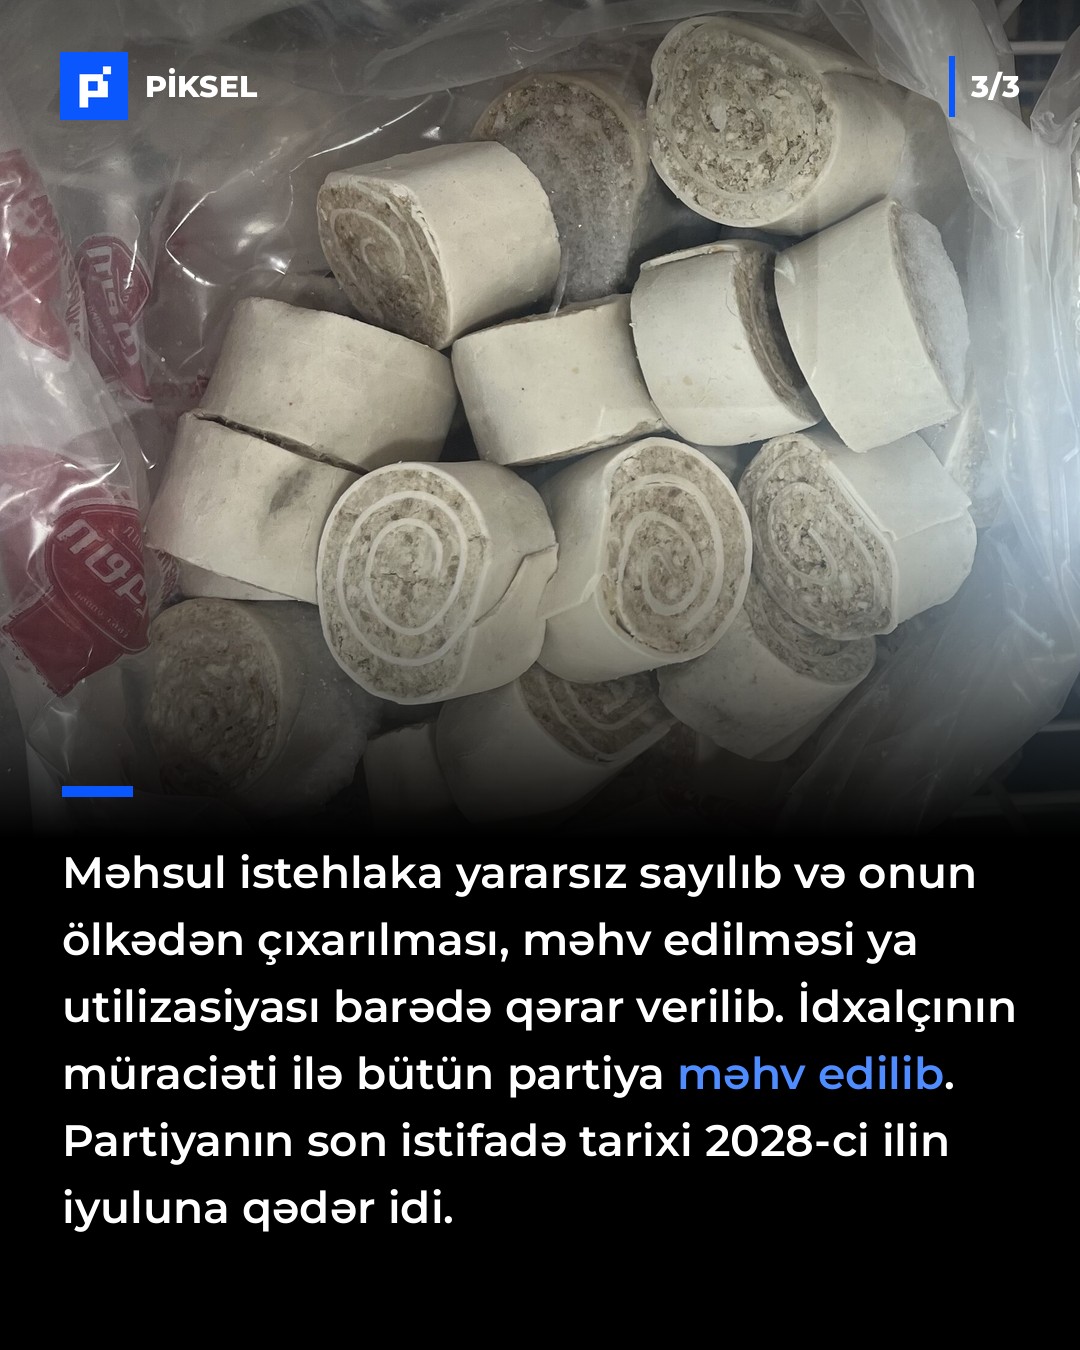 PİKSEL
3/3
Məhsul istehlaka yararsız sayılıb və onun
ölkədən çıxarılması, məhv edilməsi ya
utilizasiyası barədə qərar verilib. İdxalçının
müraciəti ilə bütün partiya məhv edilib.
Partiyanın son istifadə tarixi 2028-ci ilin
iyuluna qədər idi.